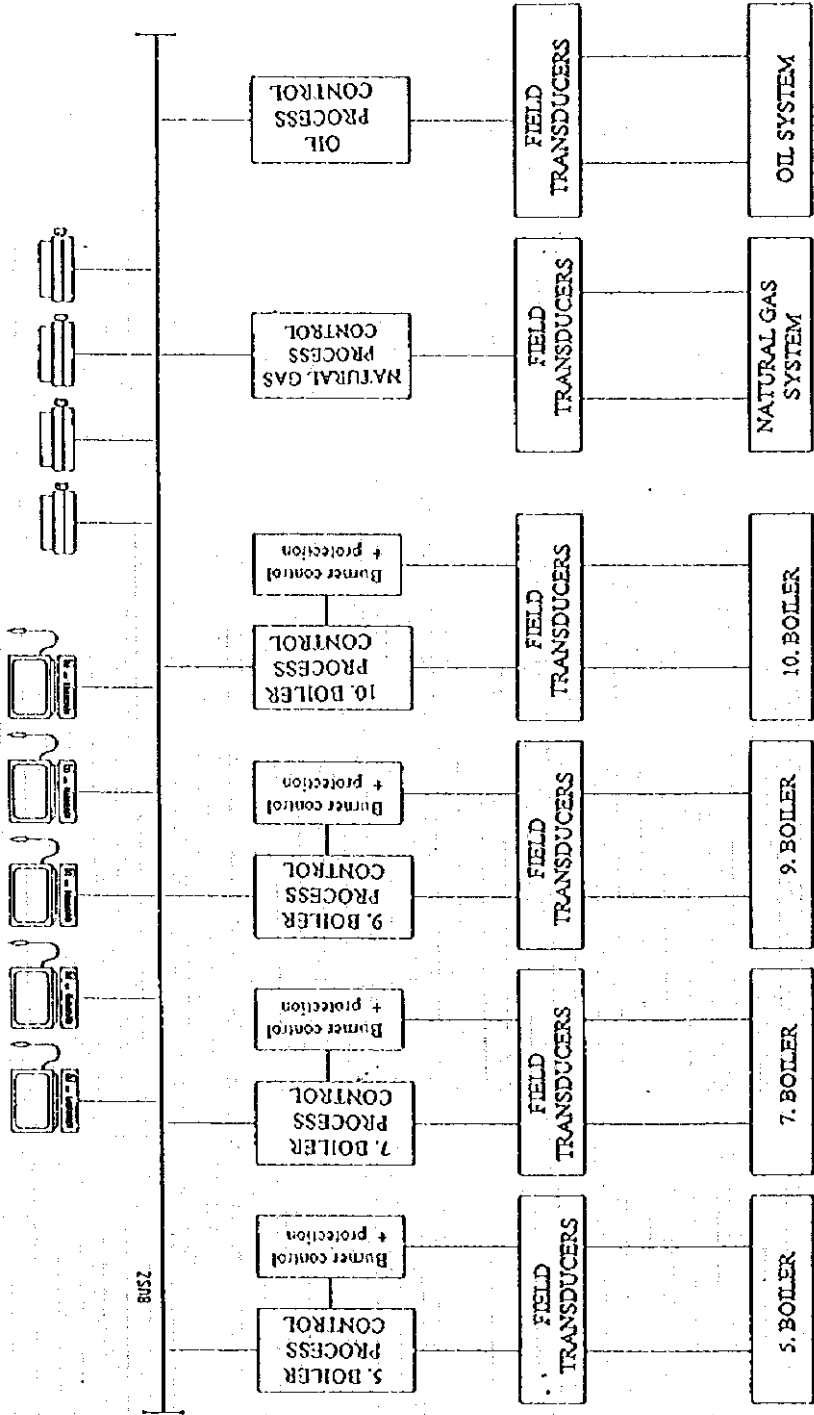 BUSZ
5. BOILER
PROCESS
CONTROL
Burner control
+ protection
7. BOILER
PROCESS
CONTROL
Burner control
+ protection
9. BOILER
PROCESS
CONTROL
Burner control
+ protection
10. BOILER
PROCESS
CONTROL
Burner control
+ protection
NATURAL GAS
PROCESS
CONTROL
OIL
PROCESS
CONTROL
FIELD
TRANSDUCERS
FIELD
TRANSDUCERS
FIELD
TRANSDUCERS
FIELD
TRANSDUCERS
FIELD
TRANSDUCERS
FIELD
TRANSDUCERS
5. BOILER
7. BOILER
9. BOILER
10. BOILER
NATURAL GAS
SYSTEM
OIL SYSTEM